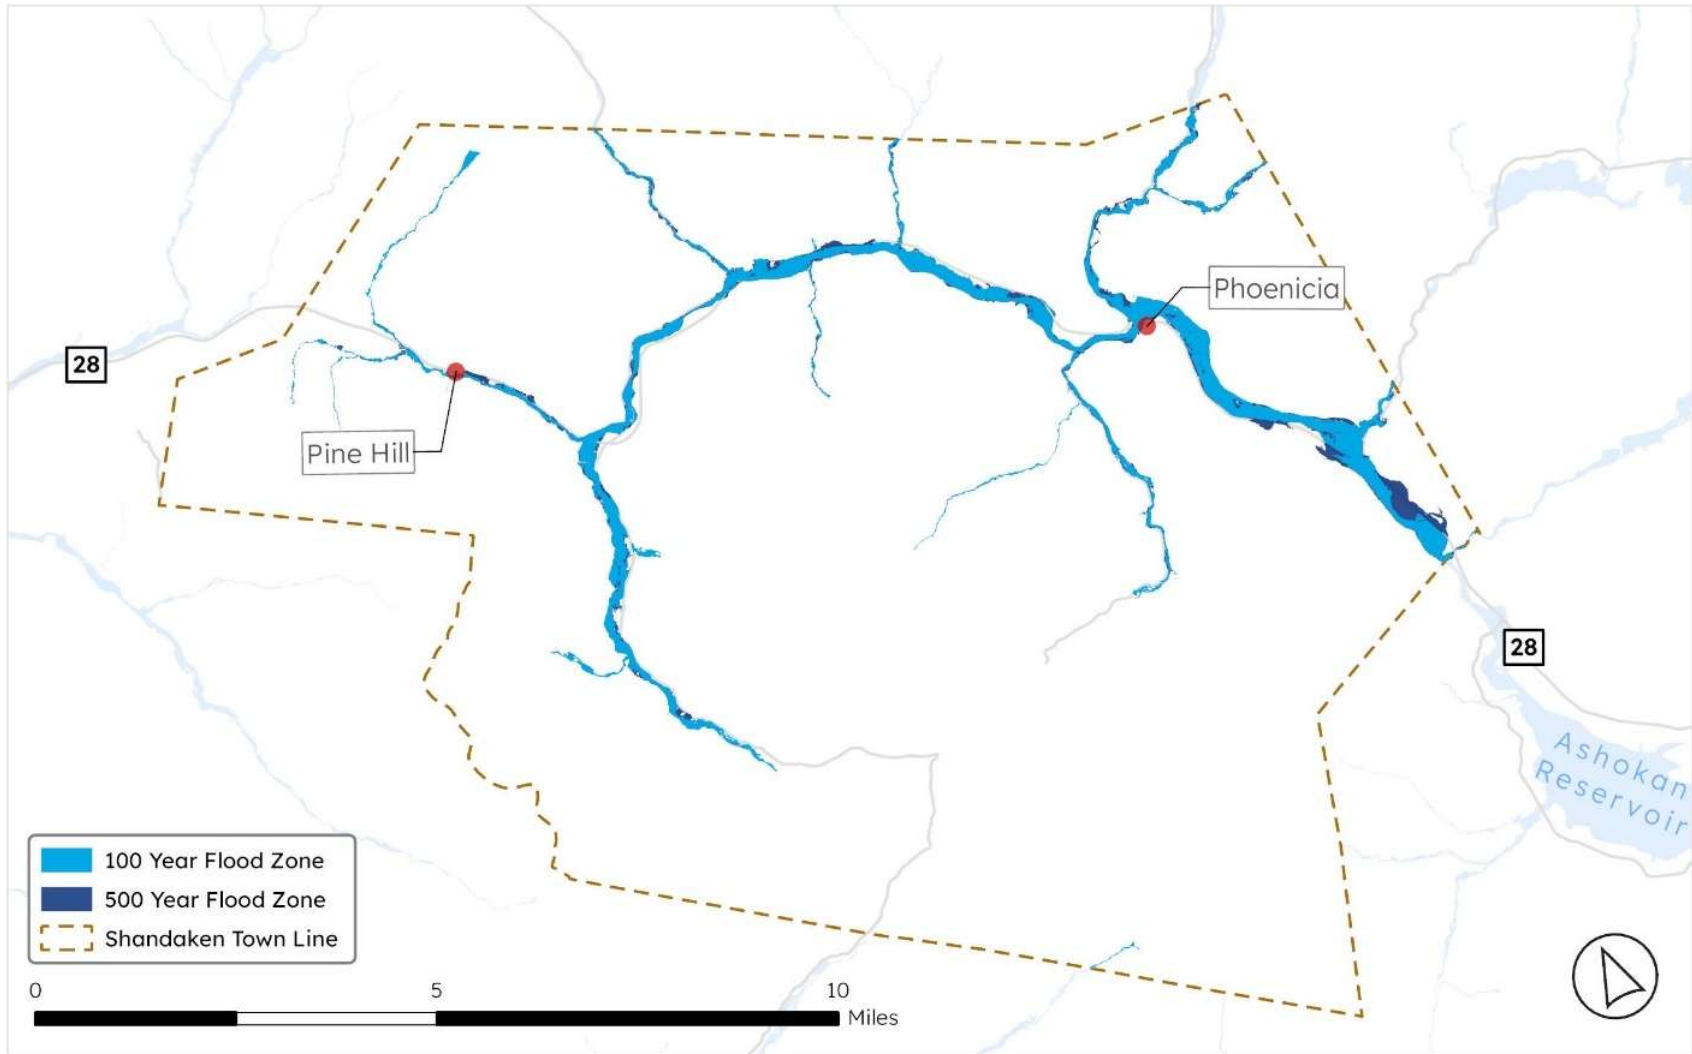 Phoenicia
28
Pine Hill
28
Ashokan
Reservoir
100 Year Flood Zone
500 Year Flood Zone
Shandaken Town Line
0 5 10
Miles